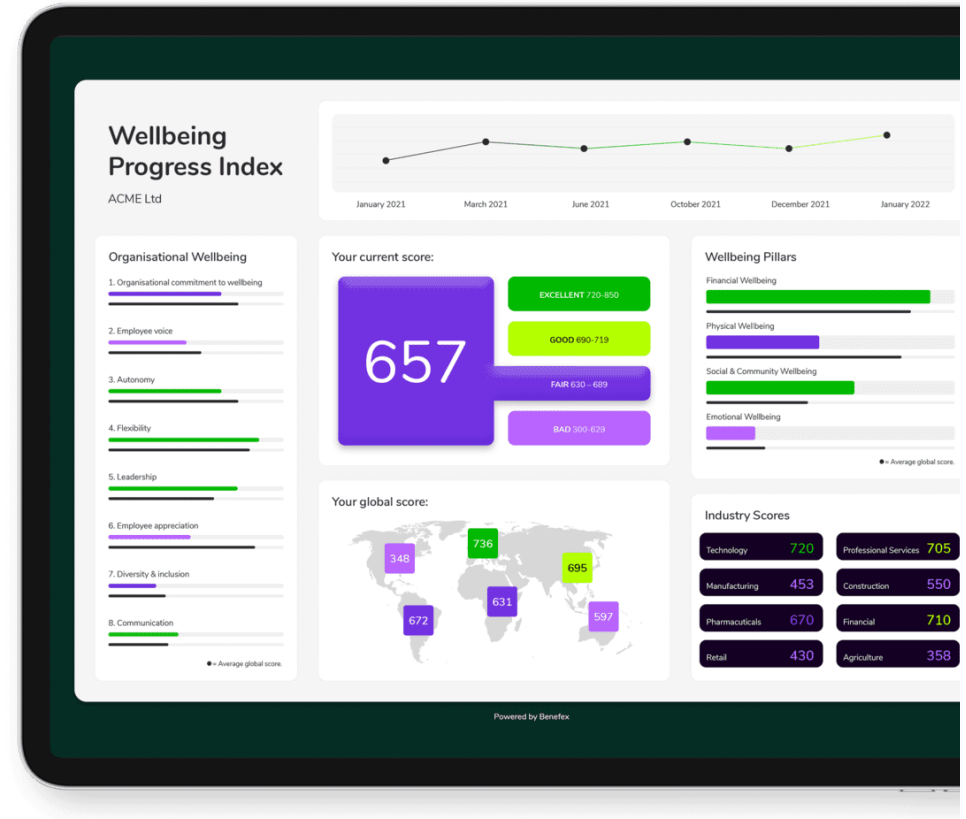 Wellbeing
Progress Index
ACME Ltd
January 2021
March 2021
June 2021
October 2021
December 2021
January 2022
Organisational Wellbeing
1. Organisational commitment to wellbeing
2. Employee voice
3. Autonomy
4. Flexibility
5. Leadership
6. Employee appreciation
7. Diversity & inclusion
8. Communication
= Average global score.
Your current score:
657
EXCELLENT 720-850
GOOD 690-719
FAIR 630 – 689
BAD 300-629
Your global score:
348
736
695
631
672
597
Wellbeing Pillars
Financial Wellbeing
Physical Wellbeing
Social & Community Wellbeing
Emotional Wellbeing
= Average global score.
Industry Scores
Technology 720
Professional Services 705
Manufacturing 453
Construction 550
Pharmaceuticals 670
Financial 710
Retail 430
Agriculture 358
Powered by Benefex